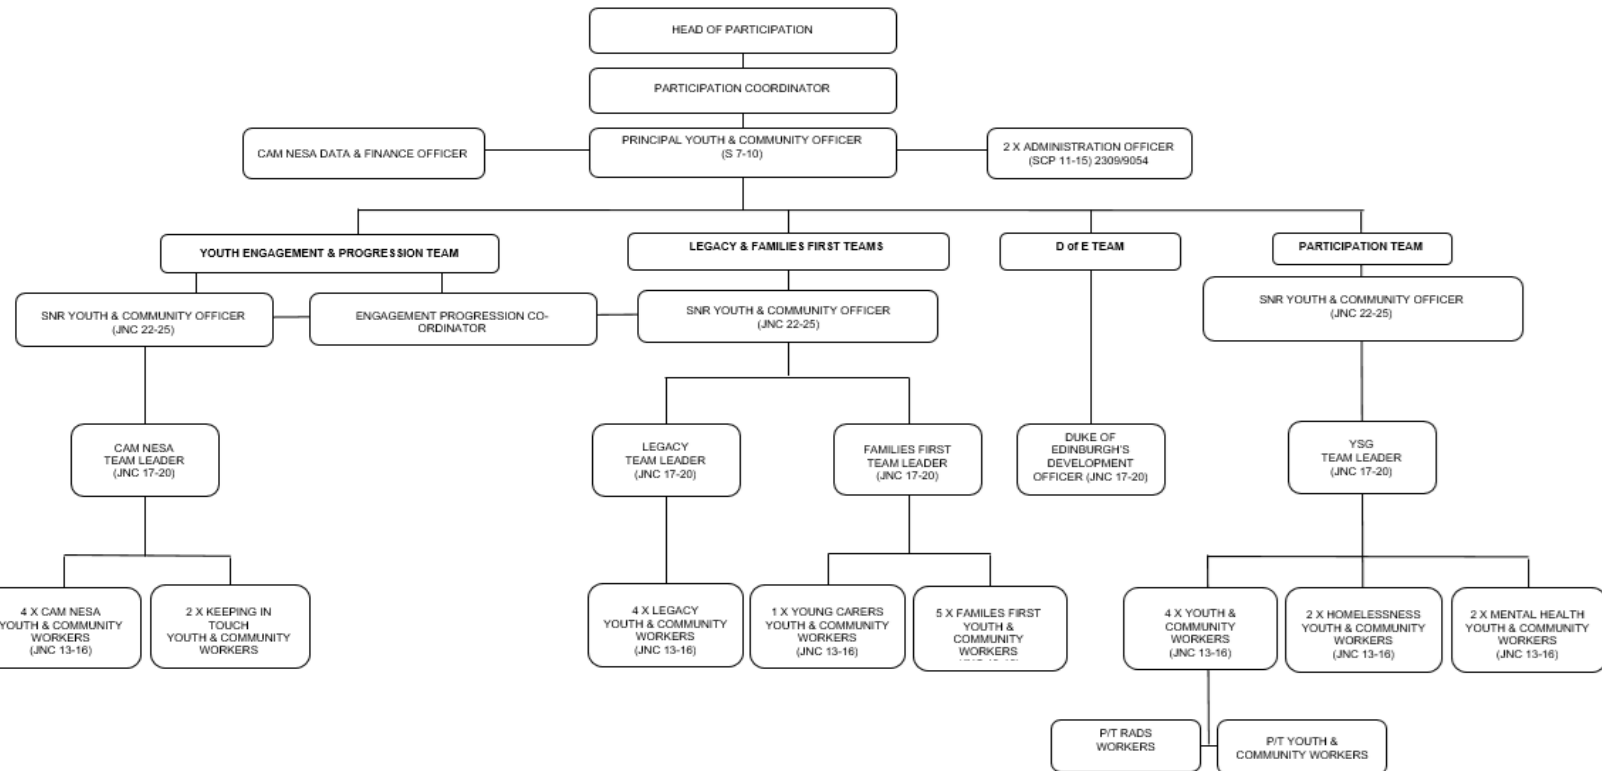 HEAD OF PARTICIPATION
PARTICIPATION COORDINATOR
CAM NESA DATA & FINANCE OFFICER
PRINCIPAL YOUTH & COMMUNITY OFFICER
(S 7-10)
2 X ADMINISTRATION OFFICER
(SCP 11-15) 2309/9054
YOUTH ENGAGEMENT & PROGRESSION TEAM
LEGACY & FAMILIES FIRST TEAMS
D of E TEAM
PARTICIPATION TEAM
SNR YOUTH & COMMUNITY OFFICER
(JNC 22-25)
ENGAGEMENT PROGRESSION CO-
ORDINATOR
SNR YOUTH & COMMUNITY OFFICER
(JNC 22-25)
SNR YOUTH & COMMUNITY OFFICER
(JNC 22-25)
CAM NESA
TEAM LEADER
(JNC 17-20)
LEGACY
TEAM LEADER
(JNC 17-20)
FAMILIES FIRST
TEAM LEADER
(JNC 17-20)
DUKE OF
EDINBURGH'S
DEVELOPMENT
OFFICER (JNC 17-20)
YSG
TEAM LEADER
(JNC 17-20)
4 X CAM NESA
YOUTH & COMMUNITY
WORKERS
(JNC 13-16)
2 X KEEPING IN
TOUCH
YOUTH & COMMUNITY
WORKERS
4 X LEGACY
YOUTH & COMMUNITY
WORKERS
(JNC 13-16)
1 X YOUNG CARERS
YOUTH & COMMUNITY
WORKERS
(JNC 13-16)
5 X FAMILES FIRST
YOUTH &
COMMUNITY
WORKERS
4 X YOUTH &
COMMUNITY
WORKERS
(JNC 13-16)
2 X HOMELESSNESS
YOUTH & COMMUNITY
WORKERS
(JNC 13-16)
2 X MENTAL HEALTH
YOUTH & COMMUNITY
WORKERS
(JNC 13-16)
P/T RADS
WORKERS
P/T YOUTH &
COMMUNITY WORKERS